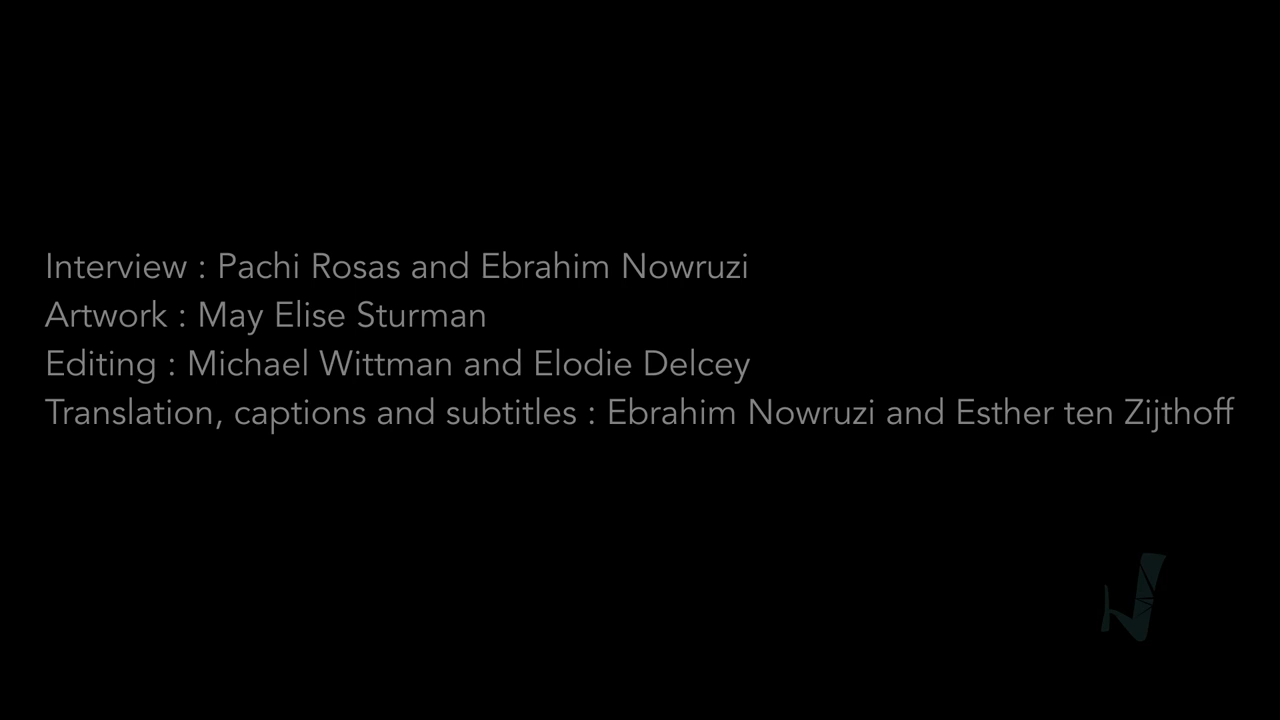 Interview : Pachi Rosas and Ebrahim Nowruzi
Artwork : May Elise Sturman
Editing : Michael Wittman and Elodie Delcey
Translation, captions and subtitles : Ebrahim Nowruzi and Esther ten Zijthoff